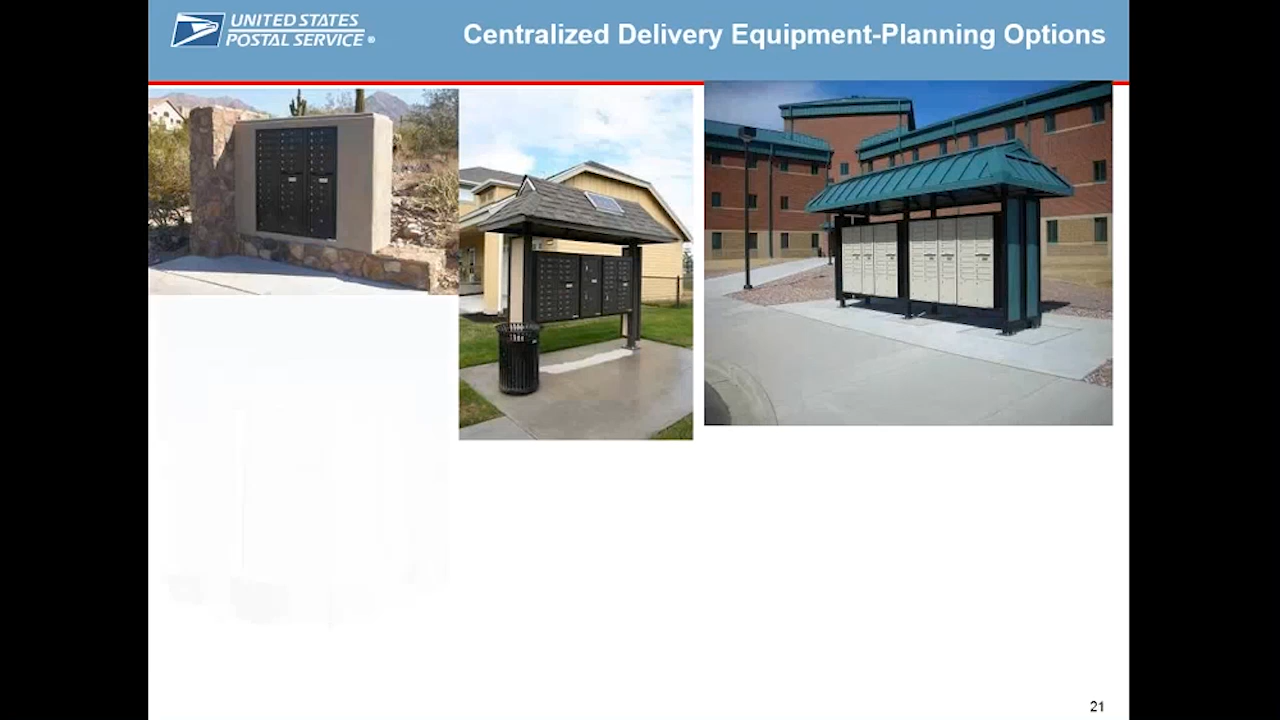 UNITED STATES
POSTAL SERVICE ®
Centralized Delivery Equipment-Planning Options
21